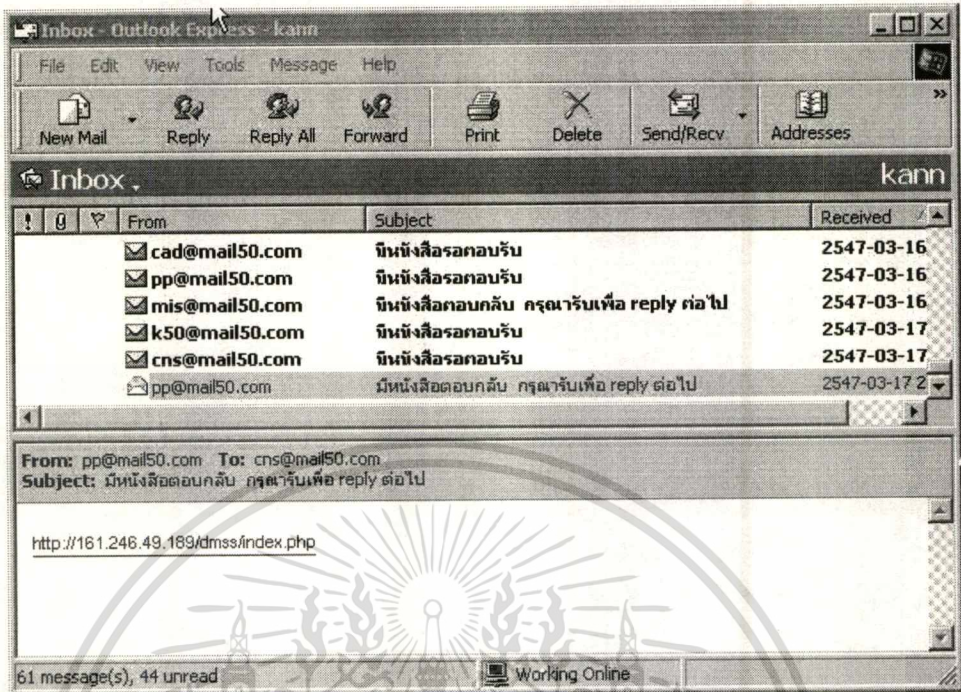 Inbox - Outlook Express - kann
File Edit View Tools Message Help
New Mail Reply Reply All Forward Print Delete Send/Recv Addresses »
Inbox kann
! From Subject Received
cad@mail50.com มีหนังสือรอตอบรับ 2547-03-16
pp@mail50.com มีหนังสือรอตอบรับ 2547-03-16
mis@mail50.com มีหนังสือตอบกลับ กรุณารับเพื่อ reply ต่อไป 2547-03-16
k50@mail50.com มีหนังสือรอตอบรับ 2547-03-17
cns@mail50.com มีหนังสือรอตอบรับ 2547-03-17
pp@mail50.com มีหนังสือตอบกลับ กรุณารับเพื่อ reply ต่อไป 2547-03-17 2
From: pp@mail50.com To: cns@mail50.com
Subject: มีหนังสือตอบกลับ กรุณารับเพื่อ reply ต่อไป
http://161.246.49.189/dmss/index.php
61 message(s), 44 unread Working Online